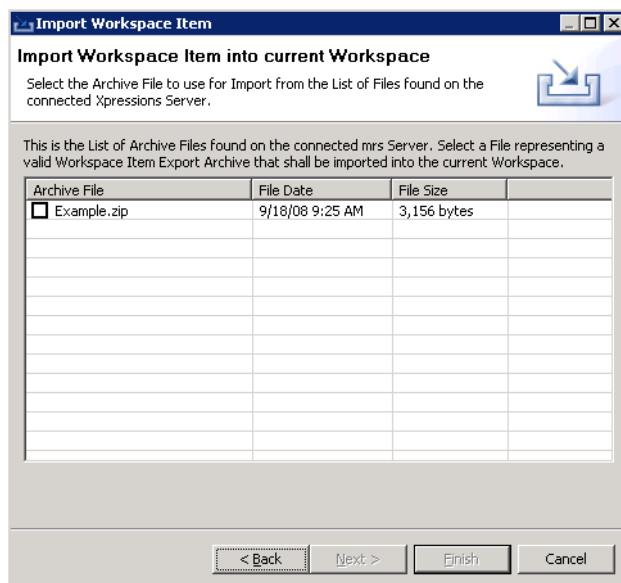 Import Workspace Item
Import Workspace Item into current Workspace
Select the Archive File to use for Import from the List of Files found on the
connected Xpressions Server.
This is the List of Archive Files found on the connected mrs Server. Select a File representing a
valid Workspace Item Export Archive that shall be imported into the current Workspace.
Archive File File Date File Size
Example.zip 9/18/08 9:25 AM 3,156 bytes
< Back Next > Finish Cancel